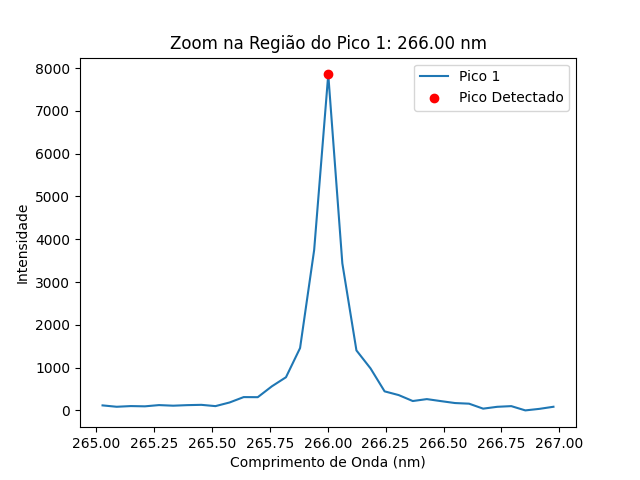 Zoom na Região do Pico 1: 266.00 nm
Pico 1
Pico Detectado
Intensidade
8000
7000
6000
5000
4000
3000
2000
1000
0
265.00 265.25 265.50 265.75 266.00 266.25 266.50 266.75 267.00
Comprimento de Onda (nm)